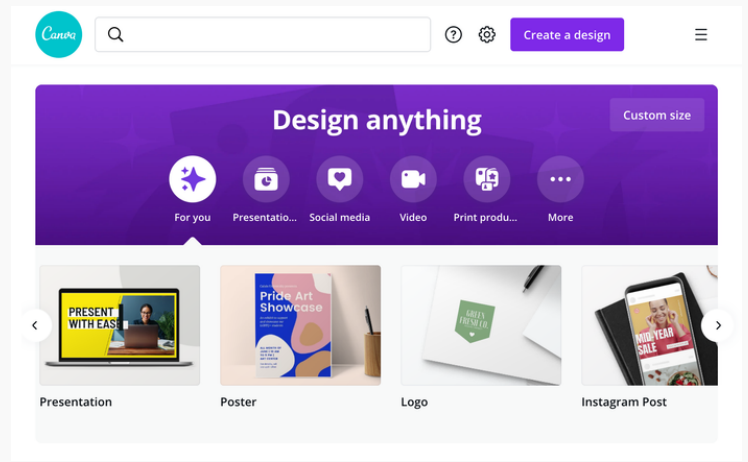 Canva
Create a design
Design anything
Custom size
For you
Presentatio...
Social media
Video
Print produ...
More
PRESENT
WITH EASE
Pride Art
Showcase
GREEN
FRESH CO.
MID-YEAR
SALE
Presentation
Poster
Logo
Instagram Post